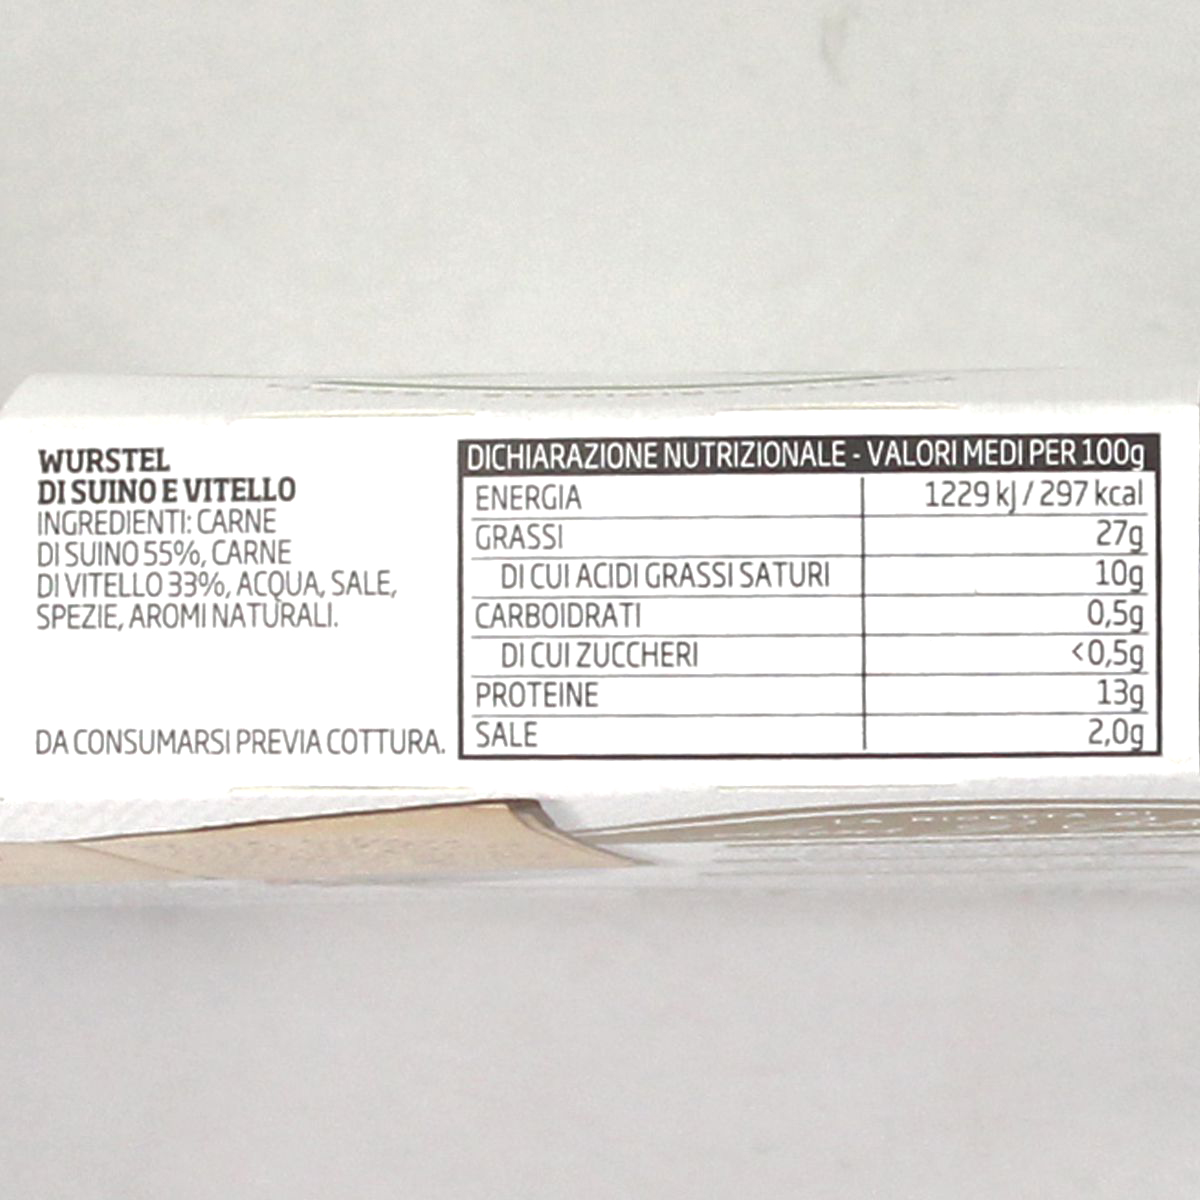 WURSTEL
DI SUINO E VITELLO
INGREDIENTI: CARNE
DI SUINO 55%, CARNE
DI VITELLO 33%, ACQUA, SALE,
SPEZIE, AROMI NATURALI.
DA CONSUMARSI PREVIA COTTURA.
DICHIARAZIONE NUTRIZIONALE - VALORI MEDI PER 100g
ENERGIA 1229 kJ / 297 kcal
GRASSI 27g
DI CUI ACIDI GRASSI SATURI 10g
CARBOIDRATI 0,5g
DI CUI ZUCCHERI <0,5g
PROTEINE 13g
SALE 2,0g